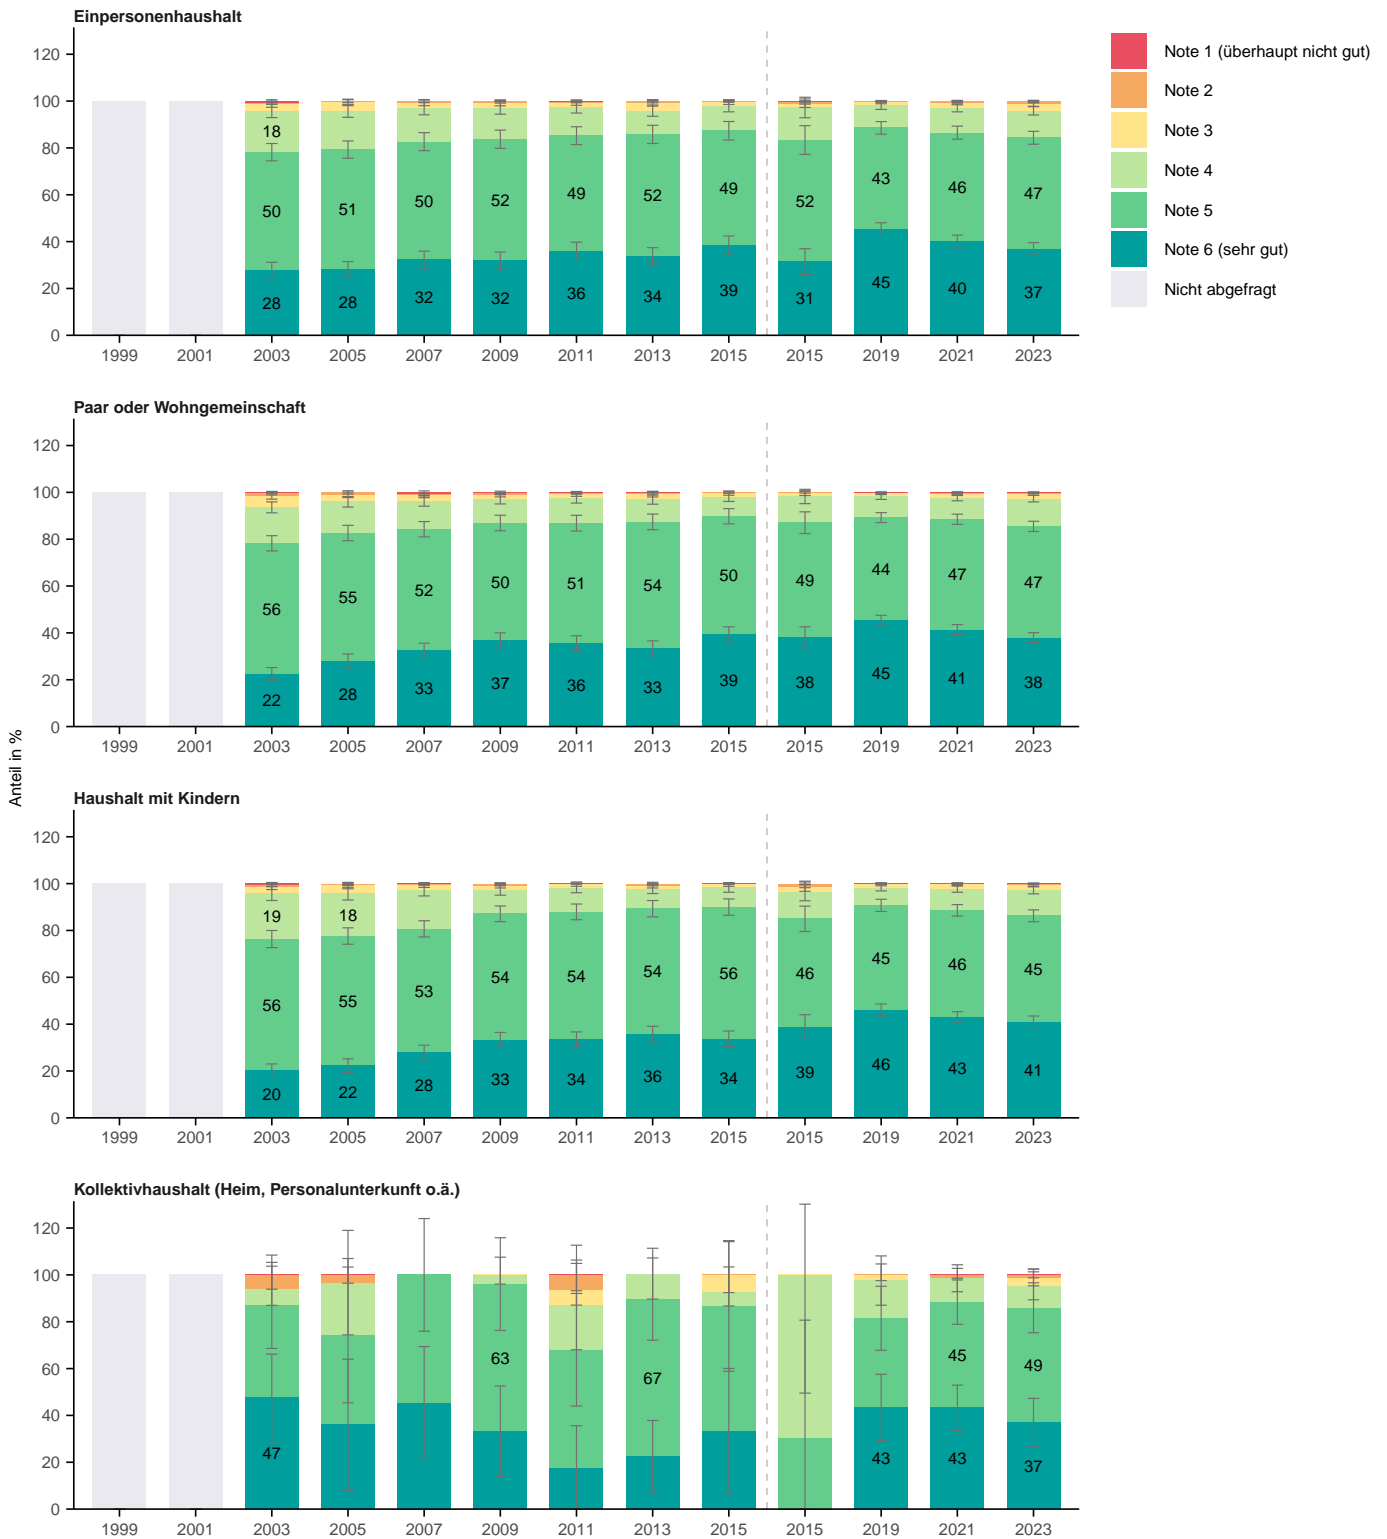 Einpersonenhaushalt
120
100
80
60
40
20
0
18
50 51 50 52 49 52 49 52 43 46 47
28 28 32 32 36 34 39 31 45 40 37
1999 2001 2003 2005 2007 2009 2011 2013 2015 2015 2019 2021 2023
Note 1 (überhaupt nicht gut)
Note 2
Note 3
Note 4
Note 5
Note 6 (sehr gut)
Nicht abgefragt
Paar oder Wohngemeinschaft
120
100
80
60
40
20
0
56 55 52 50 51 54 50 49 44 47 47
22 28 33 37 36 33 39 38 45 41 38
1999 2001 2003 2005 2007 2009 2011 2013 2015 2015 2019 2021 2023
Anteil in %
Haushalt mit Kindern
120
100
80
60
40
20
0
19 18
56 55 53 54 54 54 56 46 45 46 45
20 22 28 33 34 36 34 39 46 43 41
1999 2001 2003 2005 2007 2009 2011 2013 2015 2015 2019 2021 2023
Kollektivhaushalt (Heim, Personalunterkunft o.ä.)
120
100
80
60
40
20
0
63 67 45 49
47 43 43 37
1999 2001 2003 2005 2007 2009 2011 2013 2015 2015 2019 2021 2023